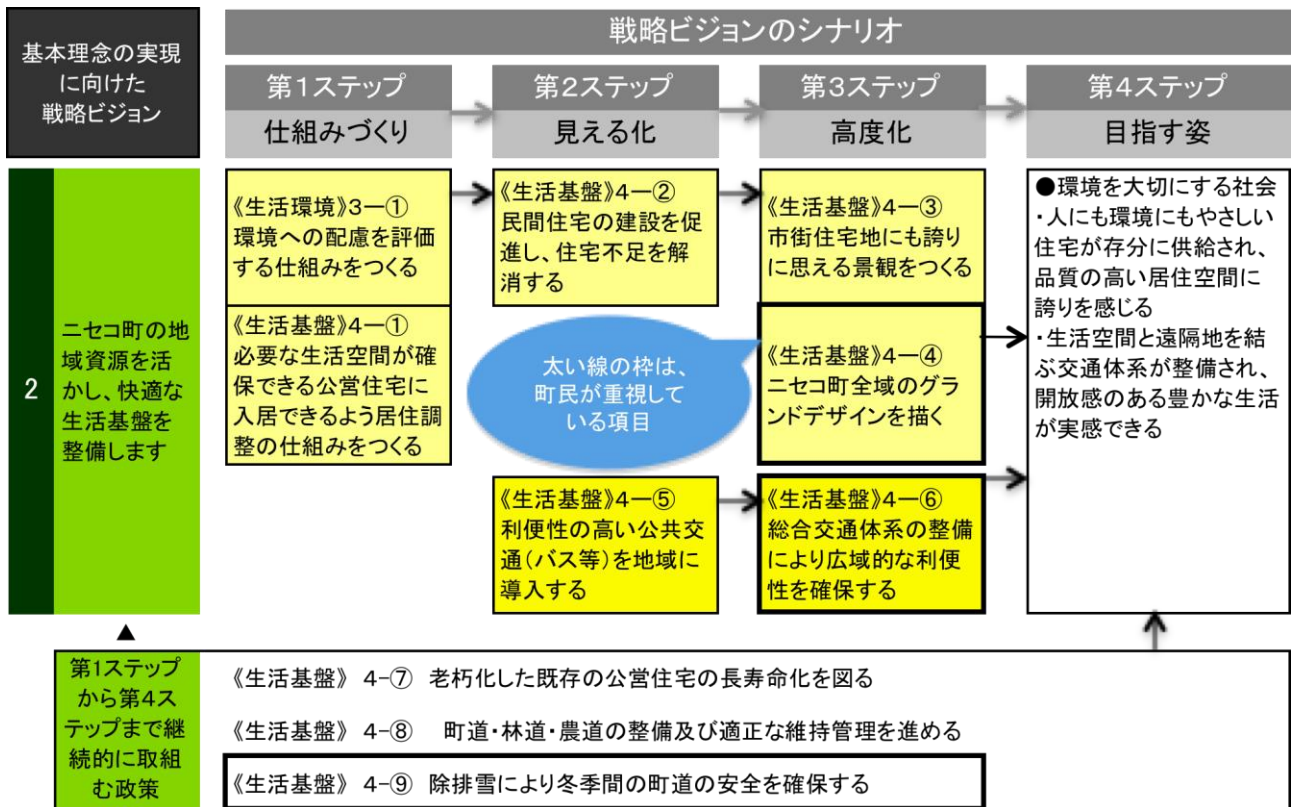 基本理念の実現
に向けた
戦略ビジョン
戦略ビジョンのシナリオ
第1ステップ
仕組みづくり
第2ステップ
見える化
第3ステップ
高度化
第4ステップ
目指す姿
2
ニセコ町の地
域資源を活
かし、快適な
生活基盤を
整備します
《生活環境》3―①
環境への配慮を評価
する仕組みをつくる
《生活基盤》4―①
必要な生活空間が確
保できる公営住宅に
入居できるよう居住調
整の仕組みをつくる
《生活基盤》4―②
民間住宅の建設を促
進し、住宅不足を解
消する
太い線の枠は、
町民が重視して
いる項目
《生活基盤》4―⑤
利便性の高い公共交
通(バス等)を地域に
導入する
《生活基盤》4―③
市街住宅地にも誇り
に思える景観をつくる
《生活基盤》4―④
ニセコ町全域のグラ
ンドデザインを描く
《生活基盤》4―⑥
総合交通体系の整備
により広域的な利便
性を確保する
●環境を大切にする社会
・人にも環境にもやさしい
住宅が存分に供給され、
品質の高い居住空間に
誇りを感じる
・生活空間と遠隔地を結
ぶ交通体系が整備され、
開放感のある豊かな生活
が実感できる
▲
第1ステップ
から第4ス
テップまで継
続的に取組
む政策
《生活基盤》 4-⑦ 老朽化した既存の公営住宅の長寿命化を図る
《生活基盤》 4-⑧ 町道・林道・農道の整備及び適正な維持管理を進める
《生活基盤》 4-⑨ 除排雪により冬季間の町道の安全を確保する